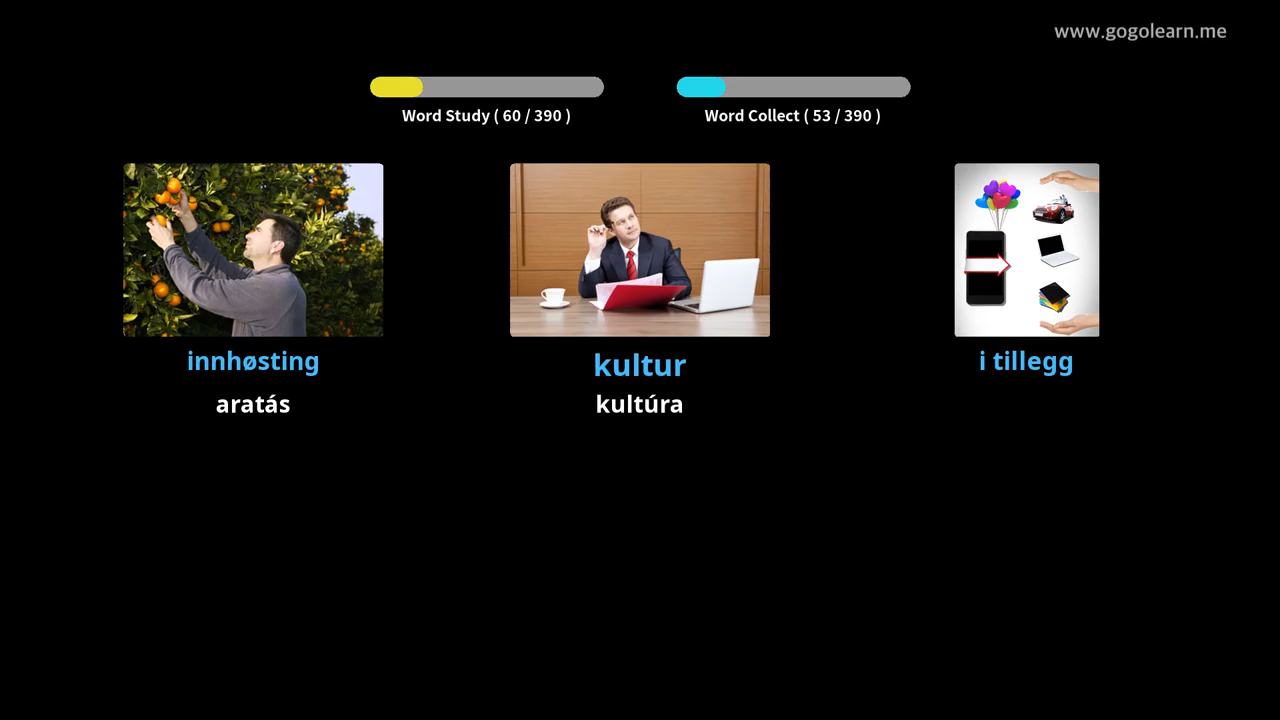 www.gogolearn.me
Word Study ( 60 / 390 )
Word Collect ( 53 / 390 )
innhøsting
kultur
i tillegg
aratás
kultúra